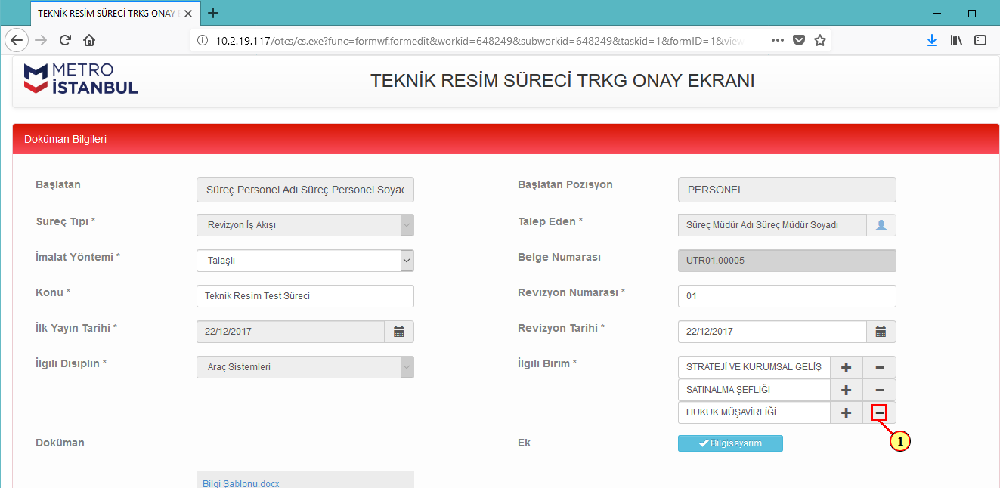 TEKNİK RESİM SÜRECİ TRKG ONAY
10.2.19.117/otcs/cs.exe?func=formwf.formedit&workid=648249&subworkid=648249&taskid=1&formID=1&view
METRO
İSTANBUL
TEKNİK RESİM SÜRECİ TRKG ONAY EKRANI
Doküman Bilgileri
Başlatan
Süreç Personel Adı Süreç Personel Soyad
Başlatan Pozisyon
PERSONEL
Süreç Tipi *
Revizyon İş Akışı
Talep Eden *
Süreç Müdür Adı Süreç Müdür Soyadı
İmalat Yöntemi *
Talaşlı
Belge Numarası
UTR01.00005
Konu *
Teknik Resim Test Süreci
Revizyon Numarası *
01
İlk Yayın Tarihi *
22/12/2017
Revizyon Tarihi *
22/12/2017
İlgili Disiplin *
Araç Sistemleri
İlgili Birim *
STRATEJİ VE KURUMSAL GELİŞ
SATINALMA ŞEFLİĞİ
HUKUK MÜŞAVİRLİĞİ
1
Doküman
Ek
Bilgisayarım
Bilgi Şablonu.docx